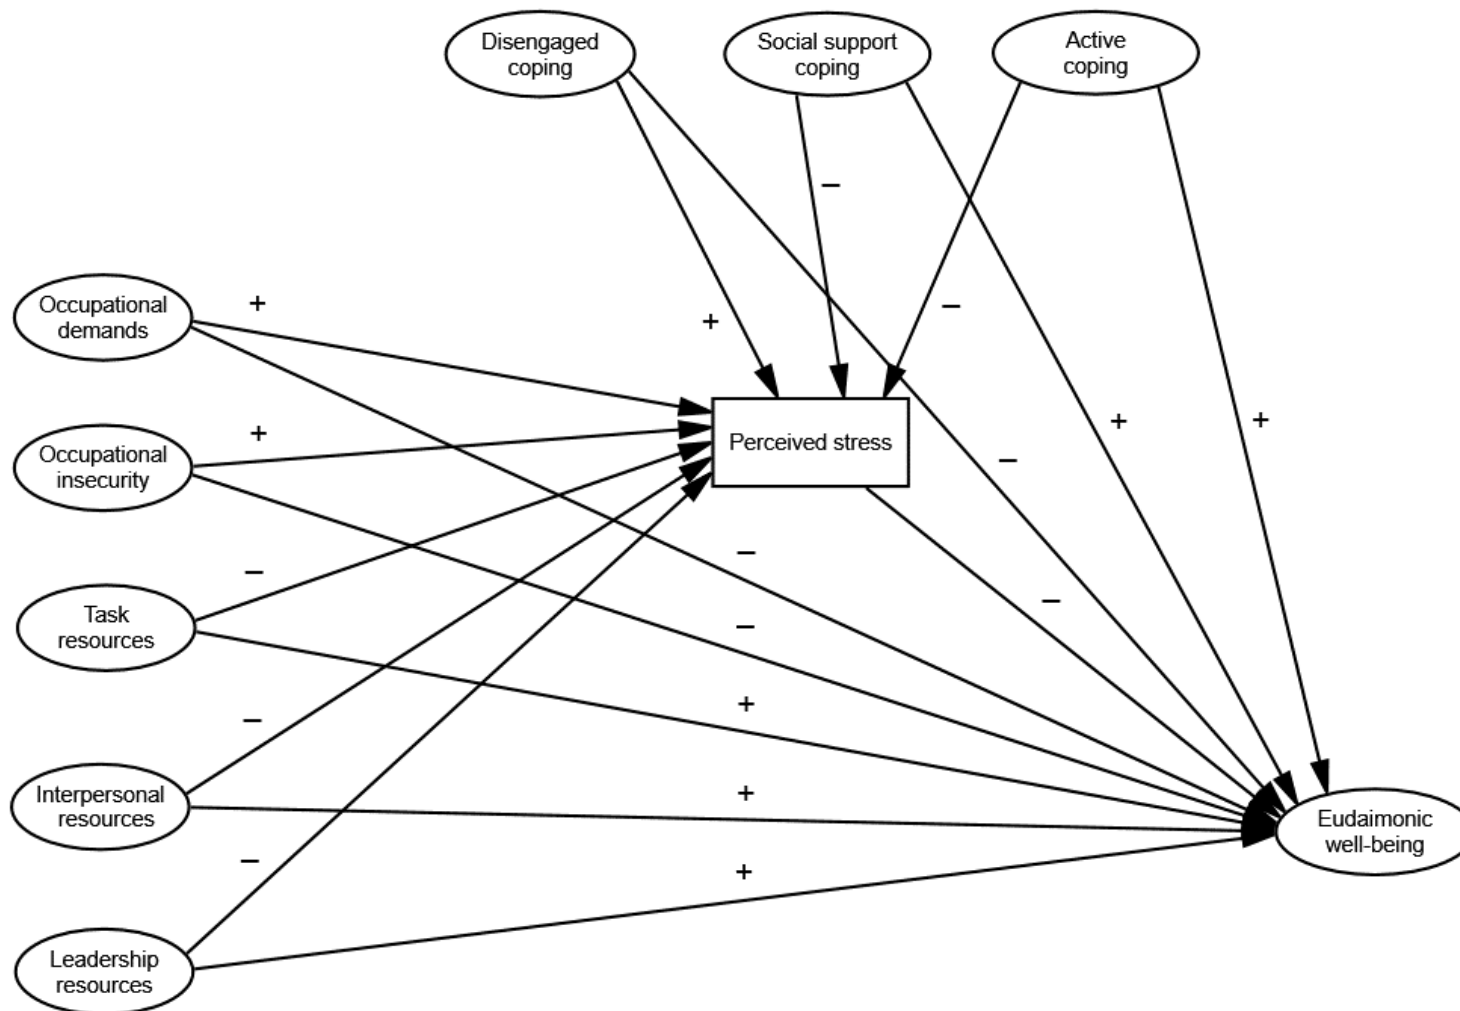 Disengaged
coping
Social support
coping
Active
coping
−
Occupational
demands
+
−
+
Perceived stress
+
+
Occupational
insecurity
+
−
−
−
Task
resources
−
−
+
−
Interpersonal
resources
+
Eudaimonic
well-being
−
+
Leadership
resources